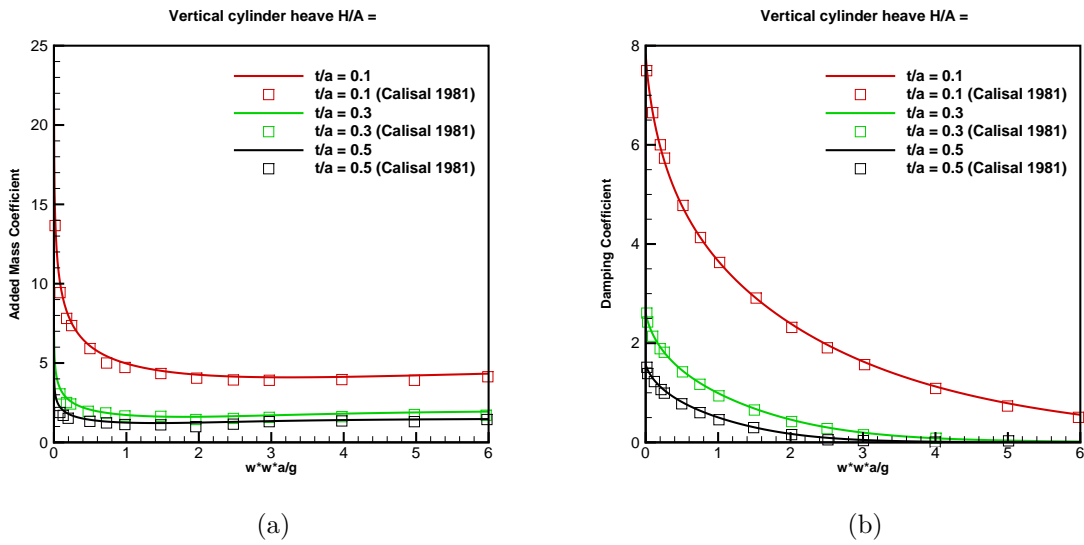 Vertical cylinder heave H/A =
25
20
15
10
5
0
Added Mass Coefficient
t/a = 0.1
t/a = 0.1 (Calisal 1981)
t/a = 0.3
t/a = 0.3 (Calisal 1981)
t/a = 0.5
t/a = 0.5 (Calisal 1981)
0 1 2 3 4 5 6
w*w*a/g
(a)
Vertical cylinder heave H/A =
8
6
4
2
0
Damping Coefficient
t/a = 0.1
t/a = 0.1 (Calisal 1981)
t/a = 0.3
t/a = 0.3 (Calisal 1981)
t/a = 0.5
t/a = 0.5 (Calisal 1981)
0 1 2 3 4 5 6
w*w*a/g
(b)